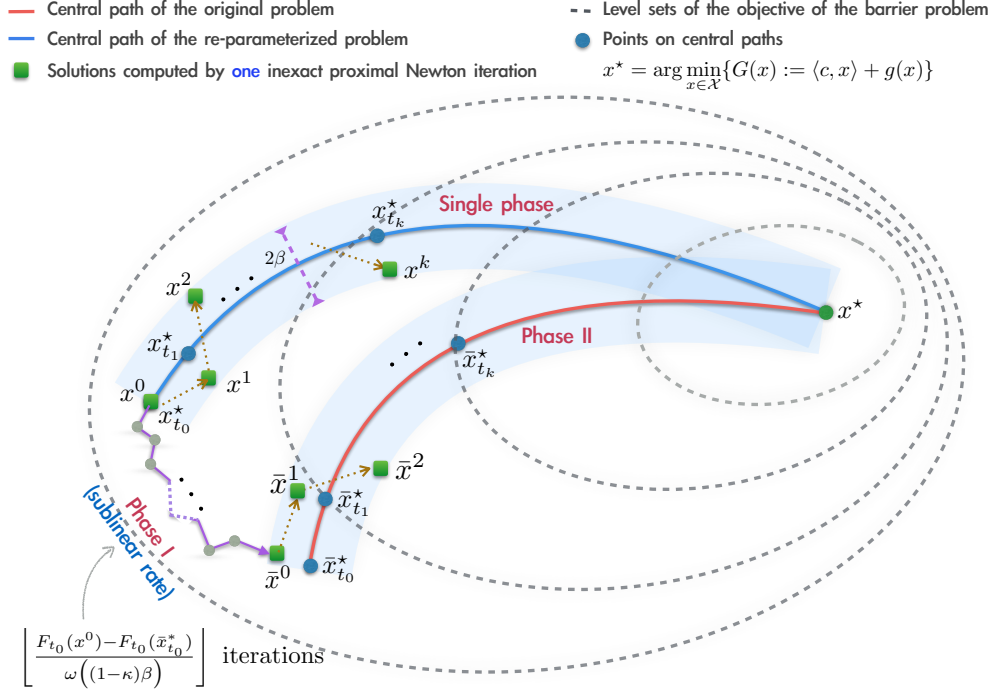 Central path of the original problem
Central path of the re-parameterized problem
Solutions computed by one inexact proximal Newton iteration
Level sets of the objective of the barrier problem
Points on central paths
x^⋆ = arg min_{x∈𝒳} {G(x) := ⟨c, x⟩ + g(x)}
Single phase
x^⋆_{t_k}
2β
x^k
x^2
x^⋆_{t_1}
x^1
x^0
x^⋆_{t_0}
x^⋆
Phase II
x̄^⋆_{t_k}
x̄^1
x̄^2
x̄^⋆_{t_1}
x̄^0
x̄^⋆_{t_0}
Phase I
(sublinear rate)
⌊ (F_{t_0}(x^0)−F_{t_0}(x̄^*_{t_0})) / ω((1−κ)β) ⌋ iterations